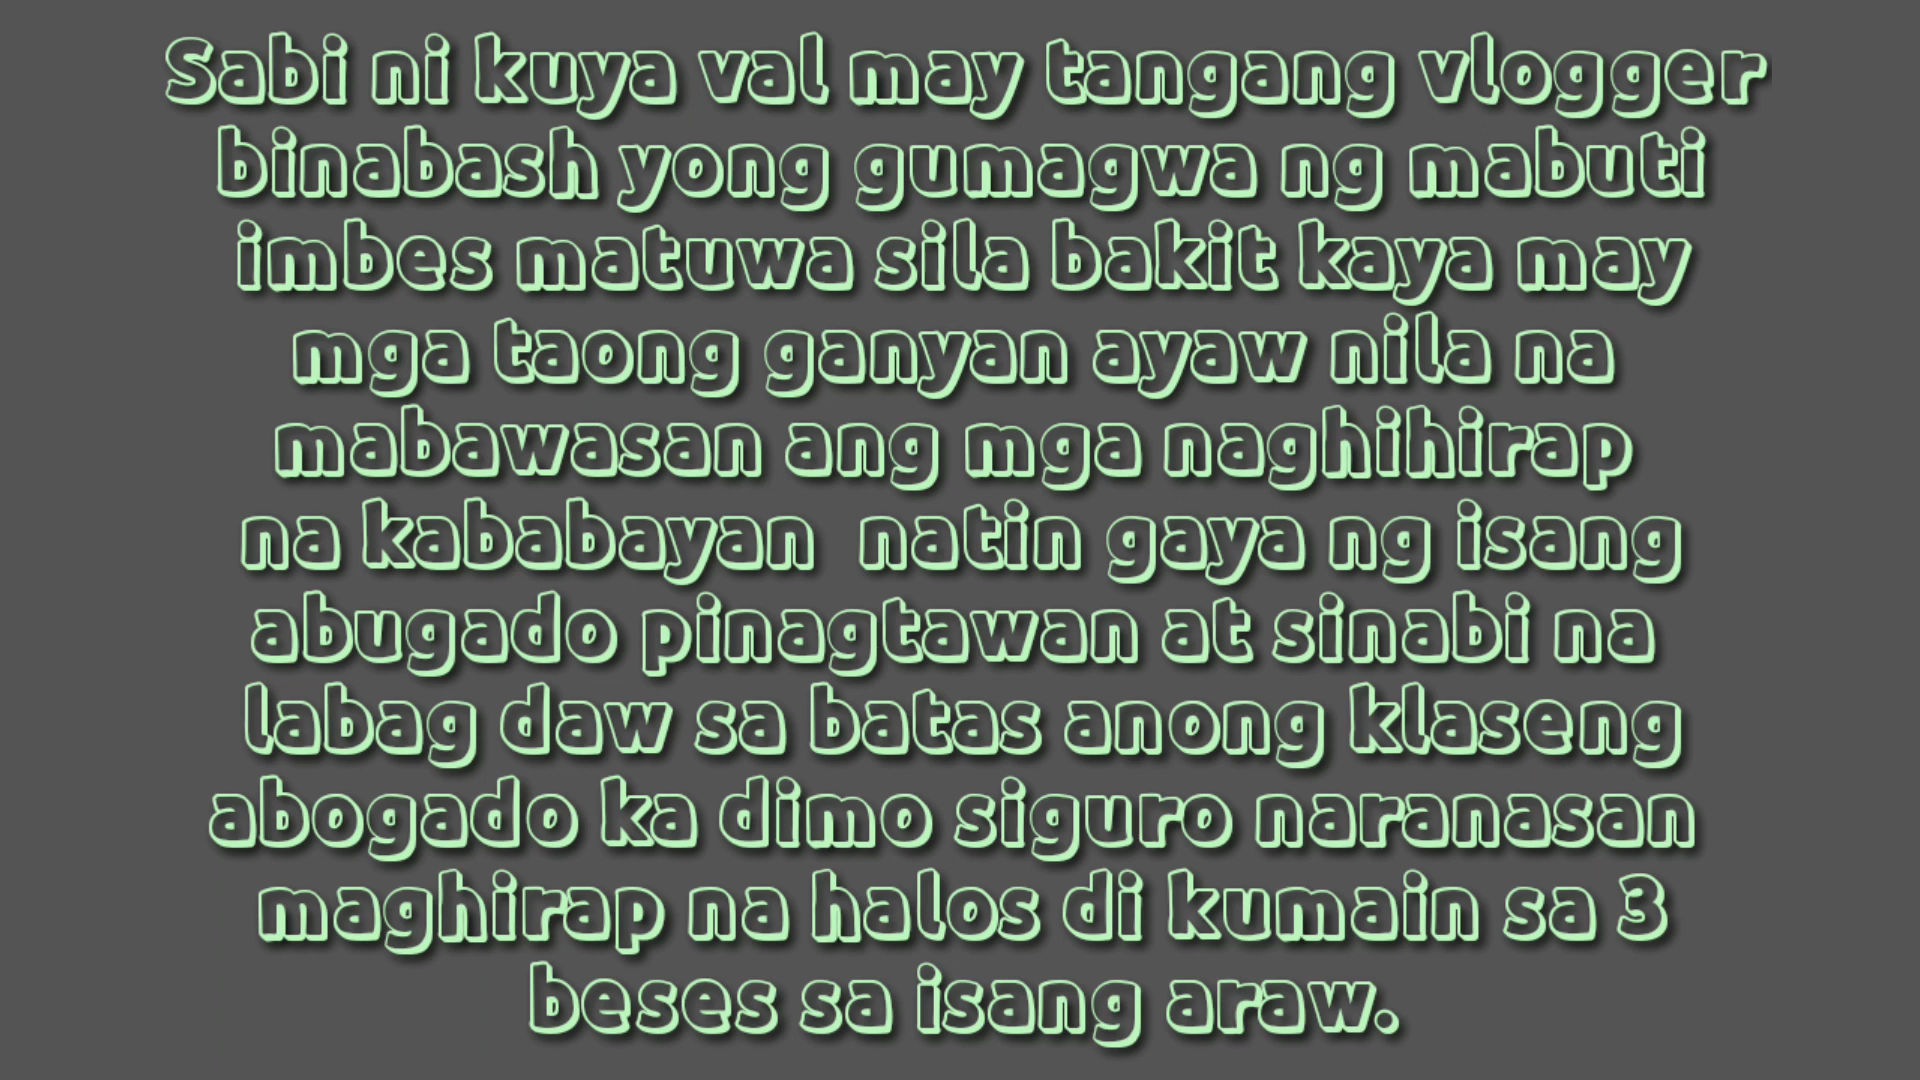 Sabi ni kuya val may tangang vlogger
binabash yong gumagwa ng mabuti
imbes matuwa sila bakit kaya may
mga taong ganyan ayaw nila na
mabawasan ang mga naghihirap
na kababayan  natin gaya ng isang
abugado pinagtawan at sinabi na
labag daw sa batas anong klaseng
abogado ka dimo siguro naranasan
maghirap na halos di kumain sa 3
beses sa isang araw.